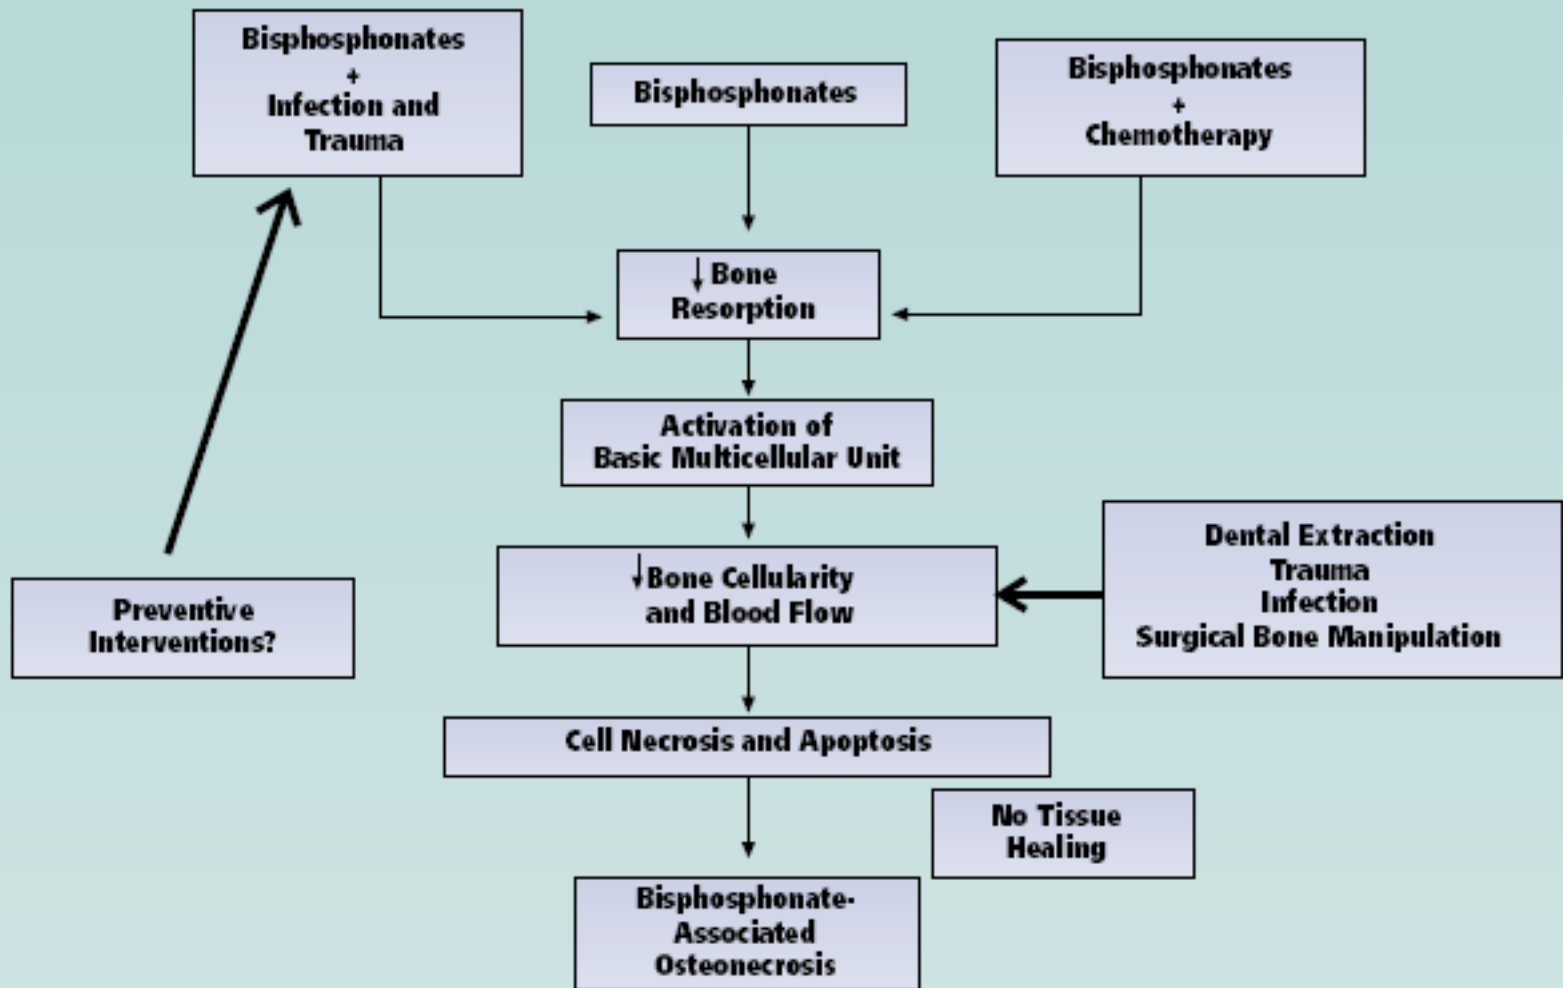 Bisphosphonates
+
Infection and
Trauma
Bisphosphonates
Bisphosphonates
+
Chemotherapy
↓ Bone
Resorption
Activation of
Basic Multicellular Unit
↓ Bone Cellularity
and Blood Flow
Dental Extraction
Trauma
Infection
Surgical Bone Manipulation
Preventive
Interventions?
Cell Necrosis and Apoptosis
No Tissue
Healing
Bisphosphonate-
Associated
Osteonecrosis